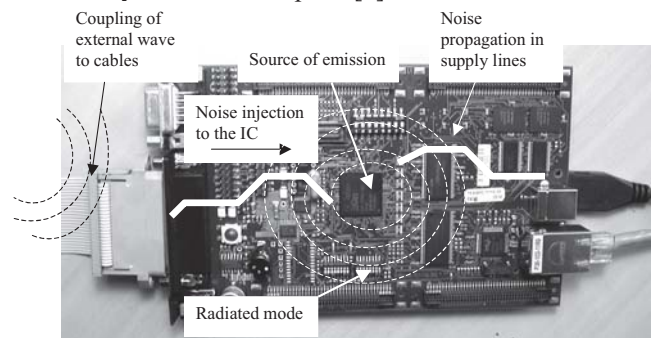 Coupling of
external wave
to cables
Source of emission
Noise
propagation in
supply lines
Noise injection
to the IC
Radiated mode